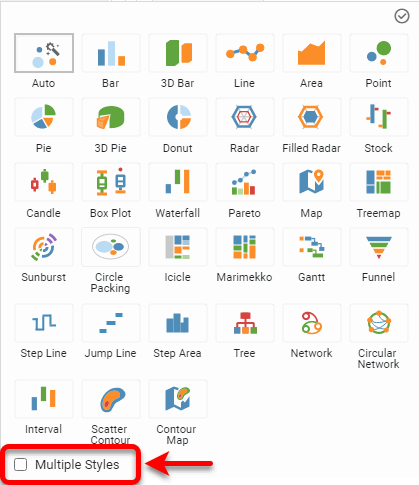 Auto Bar 3D Bar Line Area Point
Pie 3D Pie Donut Radar Filled Radar Stock
Candle Box Plot Waterfall Pareto Map Treemap
Sunburst Circle Packing Icicle Marimekko Gantt Funnel
Step Line Jump Line Step Area Tree Network Circular Network
Interval Scatter Contour Contour Map
Multiple Styles